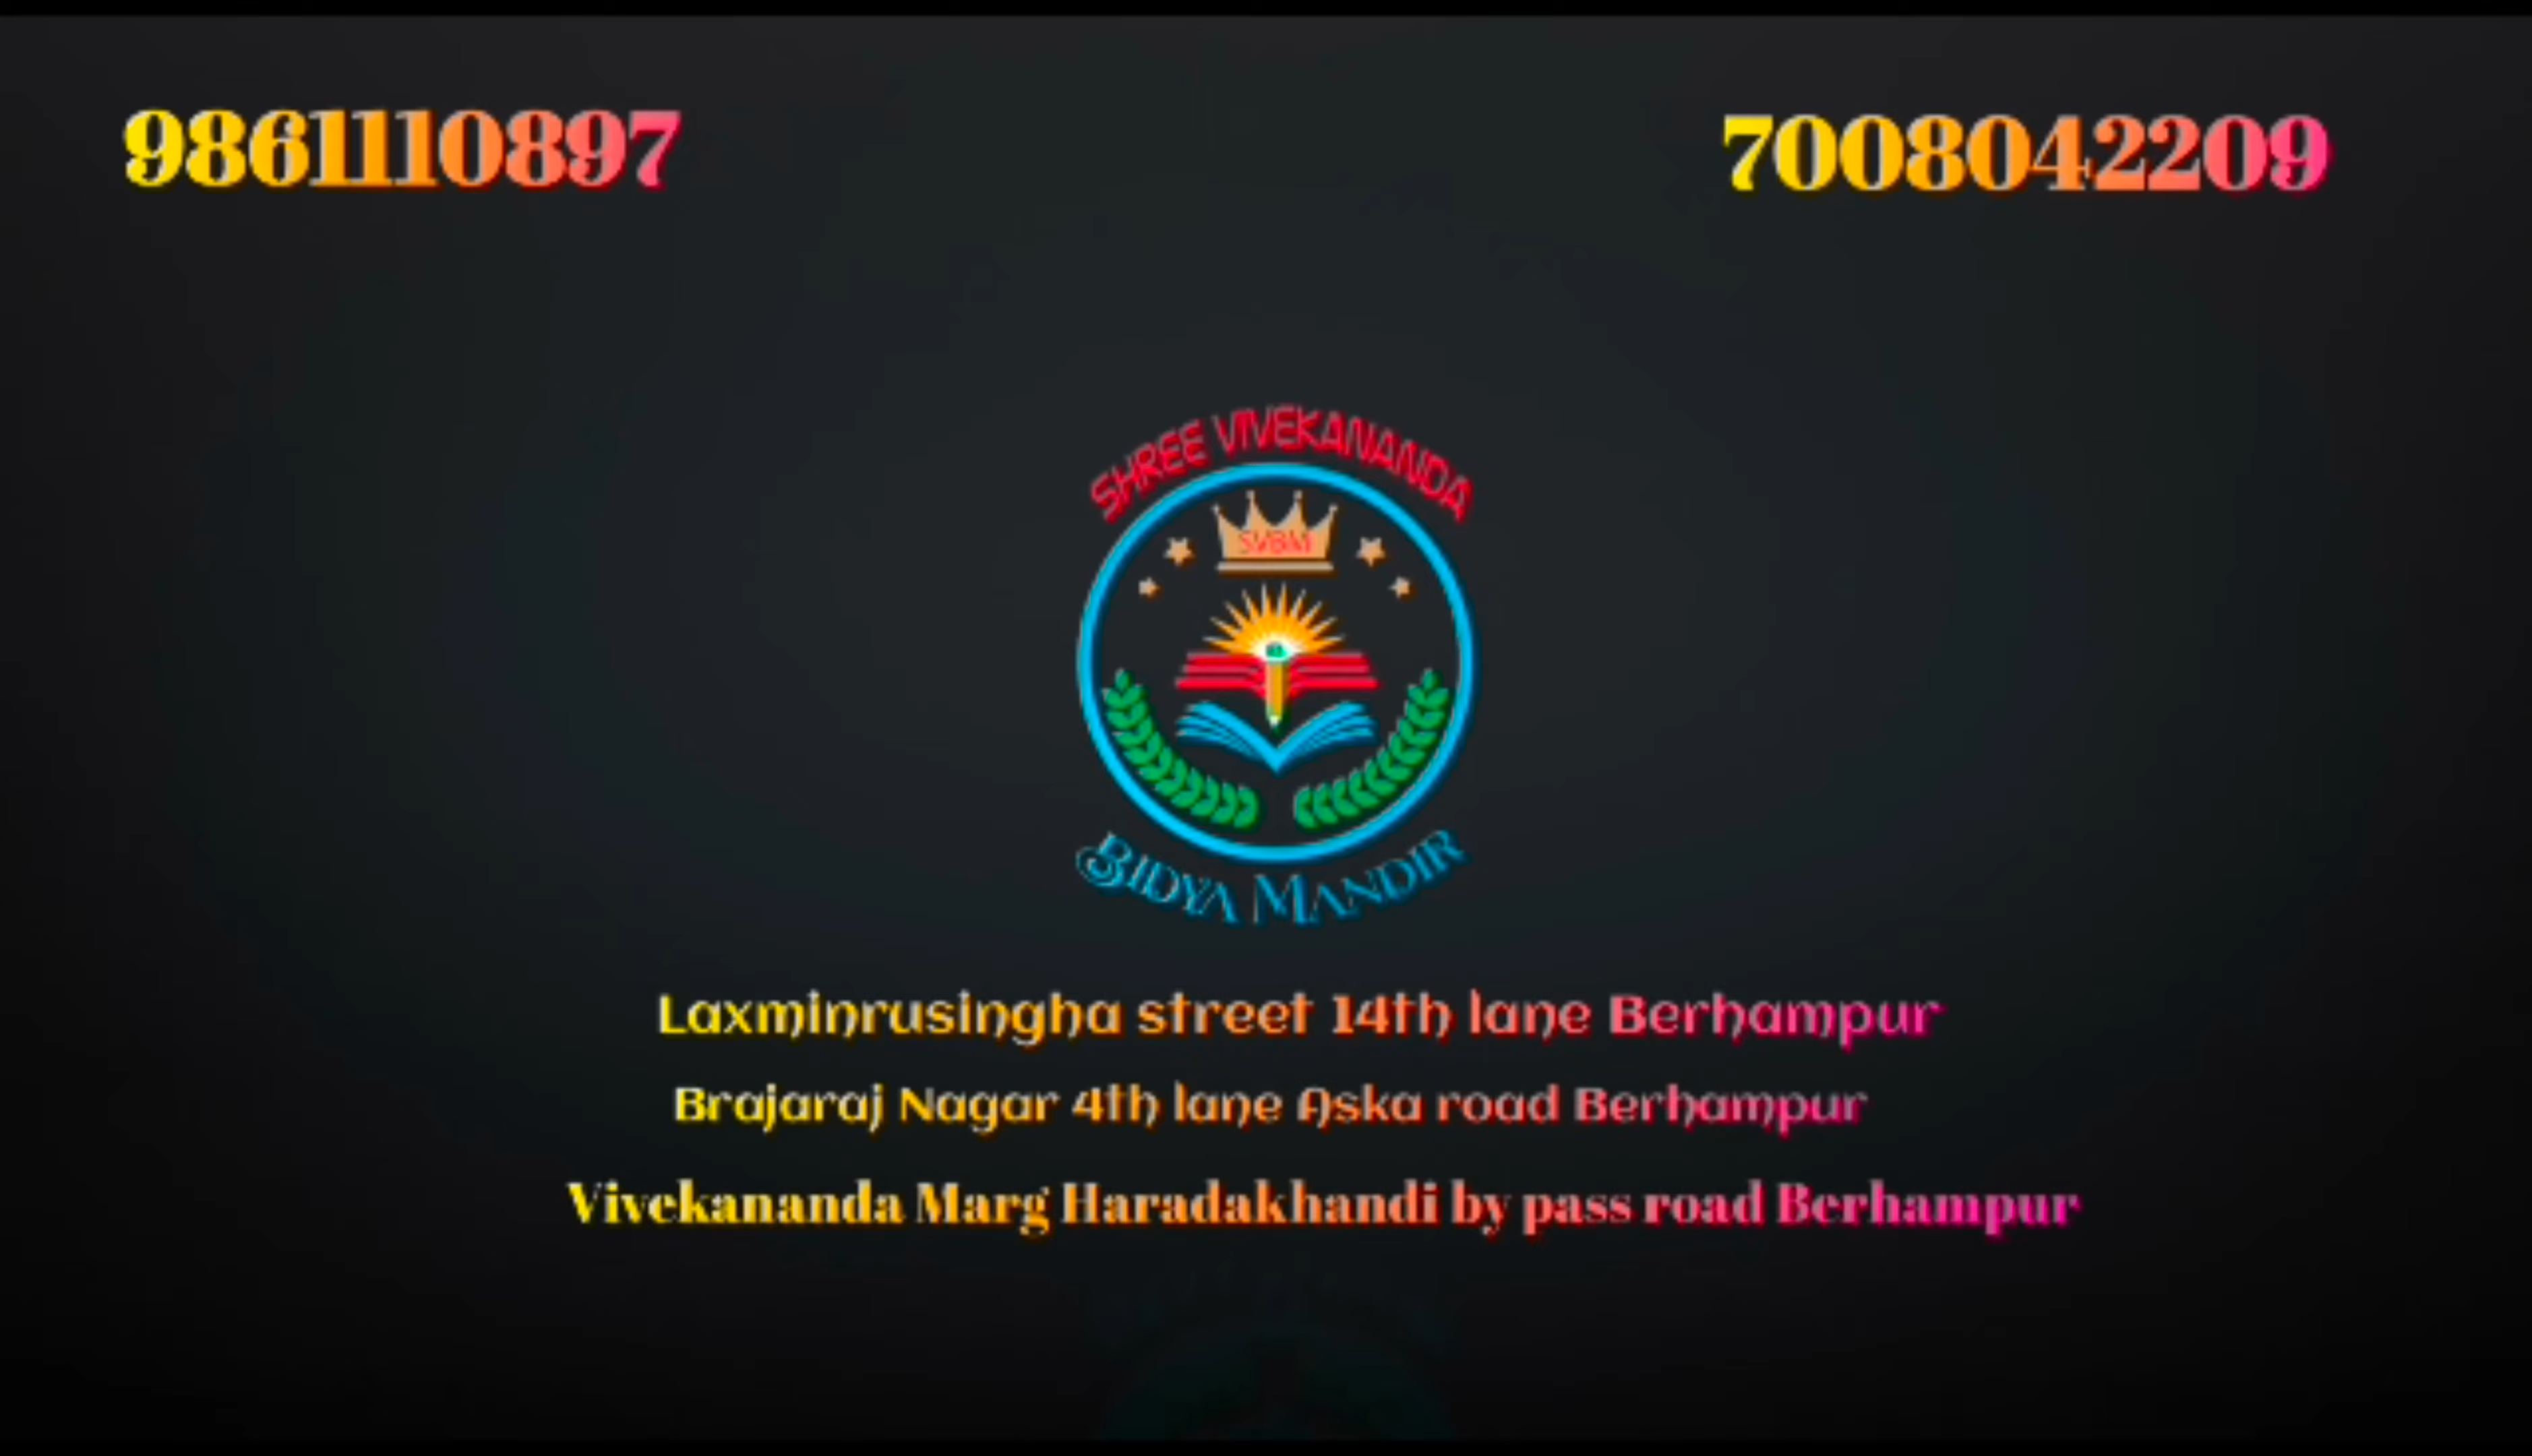 9861110897
7008042209
SHREE VIVEKANANDA
SVBM
BIDYA MANDIR
Laxminrusingha street 14th lane Berhampur
Brajaraj Nagar 4th lane Aska road Berhampur
Vivekananda Marg Haradakhandi by pass road Berhampur